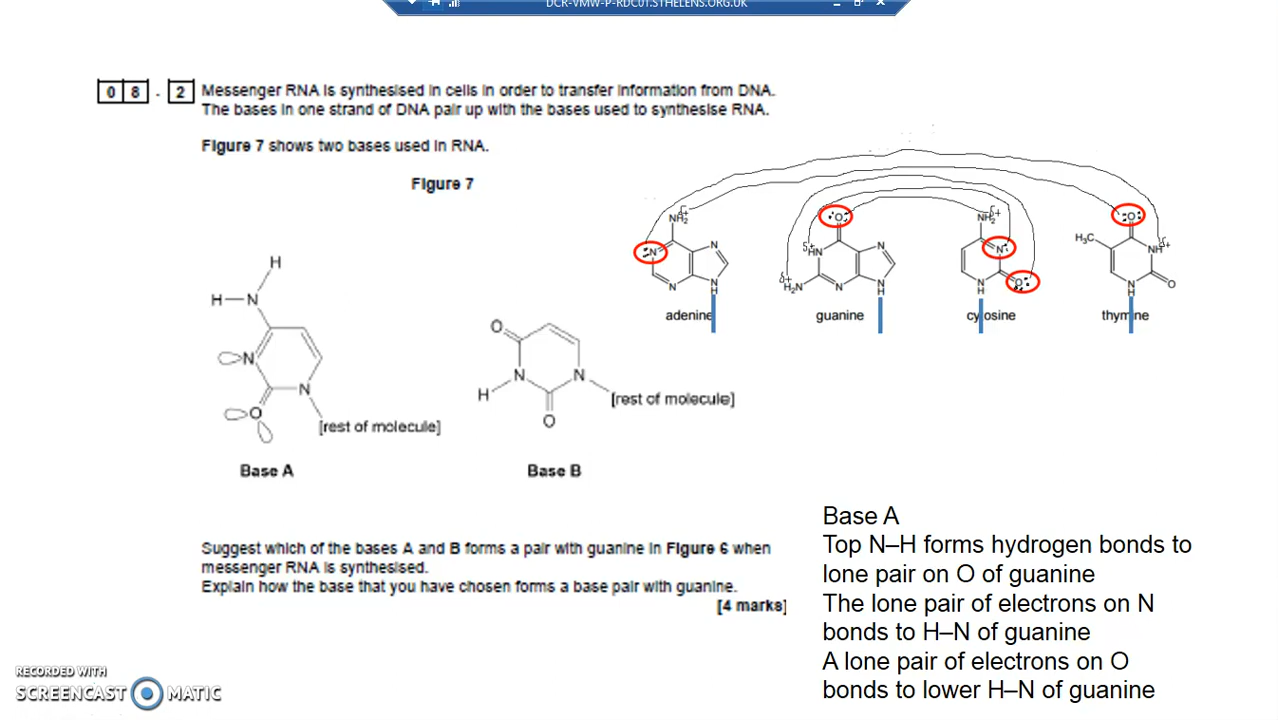 DCR-VMW-P-RDC01.STHELENS.ORG.UK
0 8 . 2 Messenger RNA is synthesised in cells in order to transfer information from DNA.
The bases in one strand of DNA pair up with the bases used to synthesise RNA.
Figure 7 shows two bases used in RNA.
Figure 7
NH2 δ+
N
N
N
N
H
adenine
O
δ+ HN
δ+ H2N
N
N
N
H
guanine
NH2 δ+
N
N
H
O
cytosine
O
H3C
NH δ+
N
H
O
thymine
H
H
N
N
N
O
[rest of molecule]
Base A
O
N
N
H
O
[rest of molecule]
Base B
Suggest which of the bases A and B forms a pair with guanine in Figure 6 when
messenger RNA is synthesised.
Explain how the base that you have chosen forms a base pair with guanine.
[4 marks]
Base A
Top N–H forms hydrogen bonds to
lone pair on O of guanine
The lone pair of electrons on N
bonds to H–N of guanine
A lone pair of electrons on O
bonds to lower H–N of guanine
RECORDED WITH
SCREENCAST MATIC